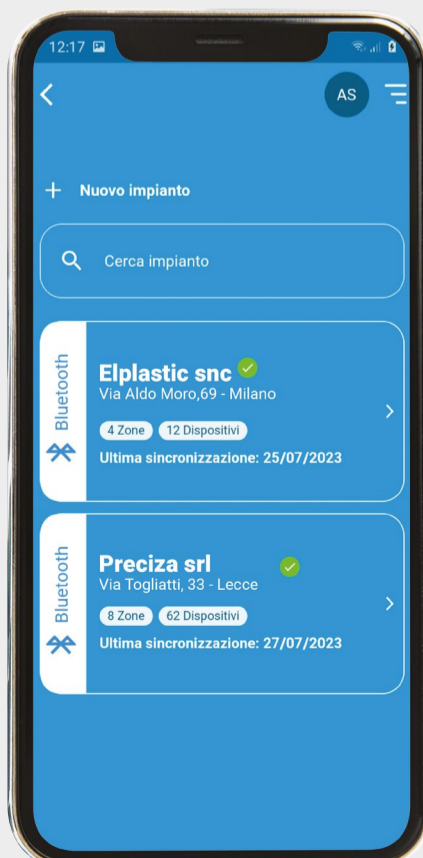 12:17
AS
Nuovo impianto
Cerca impianto
Bluetooth
Elplastic snc
Via Aldo Moro,69 - Milano
4 Zone 12 Dispositivi
Ultima sincronizzazione: 25/07/2023
Bluetooth
Preciza srl
Via Togliatti, 33 - Lecce
8 Zone 62 Dispositivi
Ultima sincronizzazione: 27/07/2023